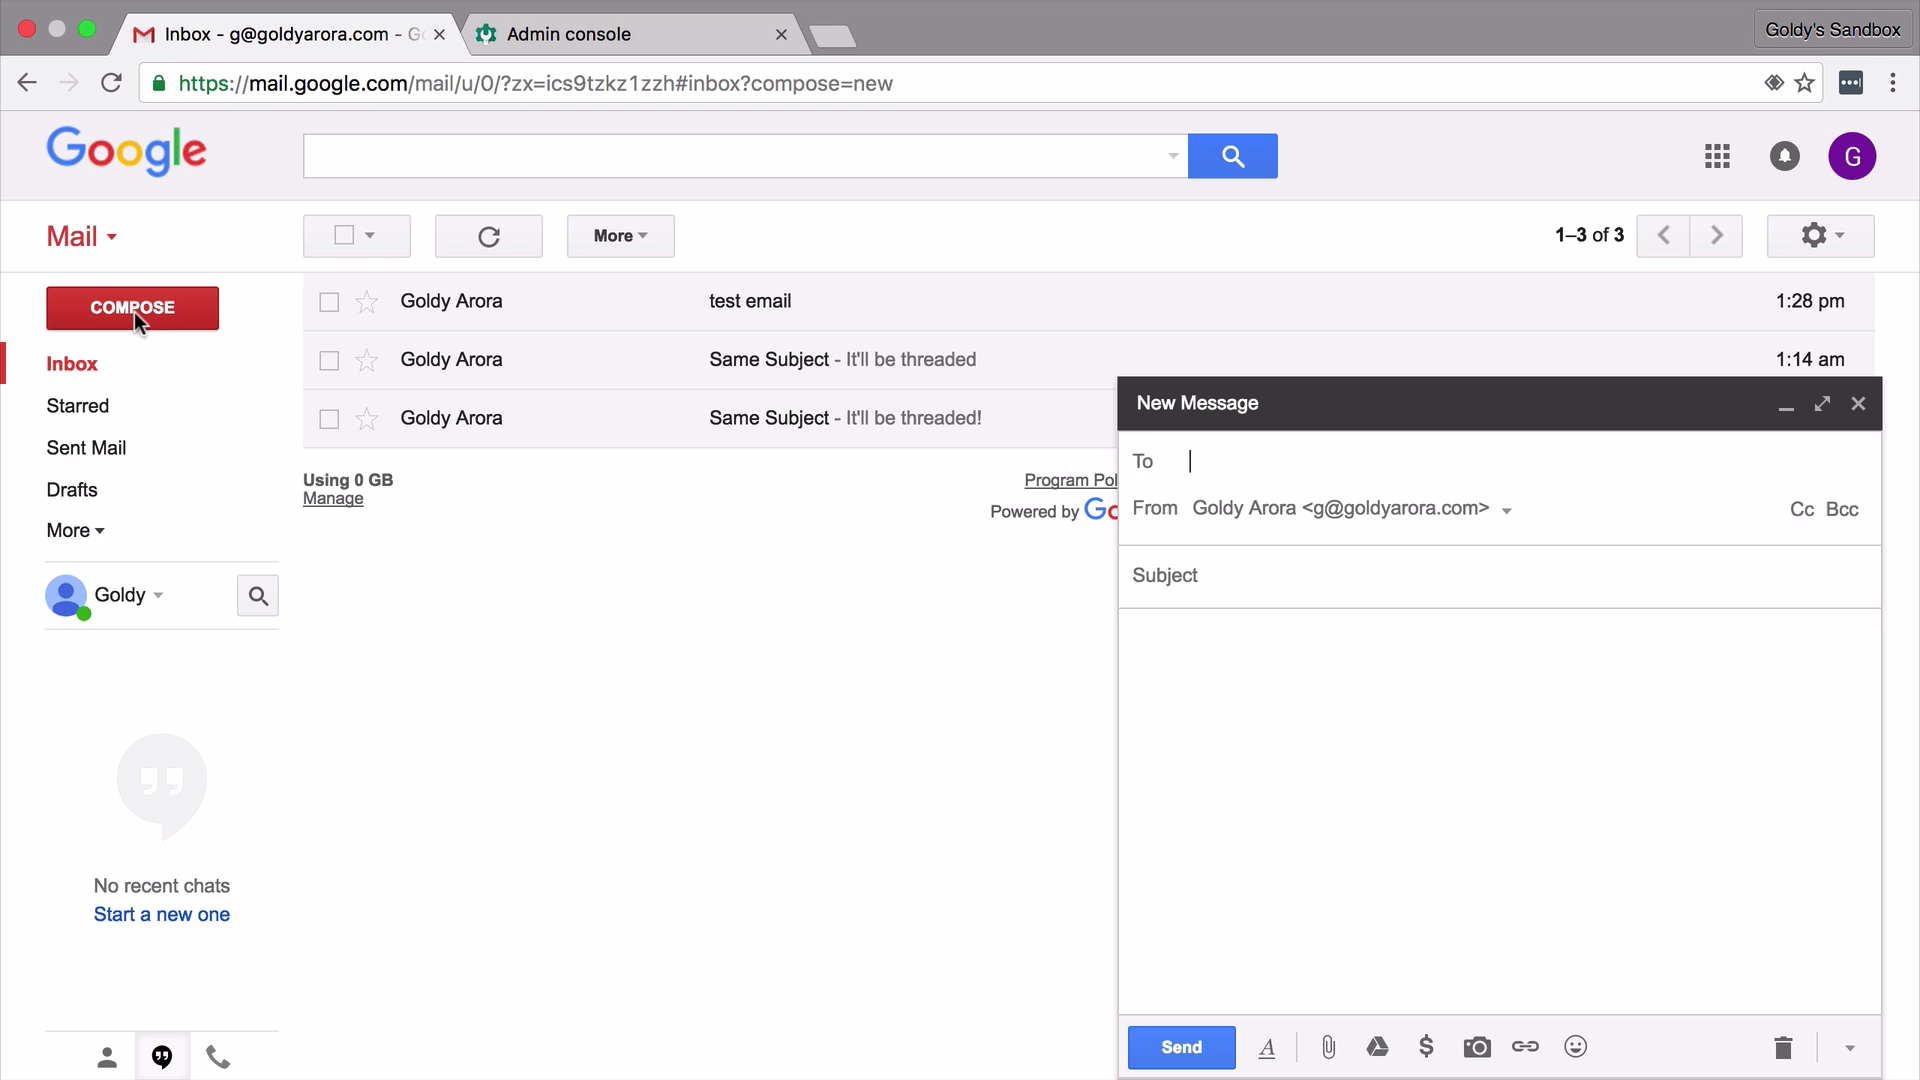 Inbox - g@goldyarora.com - Go
Admin console
Goldy's Sandbox
https://mail.google.com/mail/u/0/?zx=ics9tzkz1zzh#inbox?compose=new
Google
G
Mail
More
1–3 of 3
COMPOSE
Goldy Arora test email 1:28 pm
Inbox
Goldy Arora Same Subject - It'll be threaded 1:14 am
Starred
Goldy Arora Same Subject - It'll be threaded!
Sent Mail
Drafts
More
Using 0 GB
Manage
Program Pol
Powered by Go
Goldy
No recent chats
Start a new one
New Message
To
From Goldy Arora <g@goldyarora.com>
Cc Bcc
Subject
Send A $